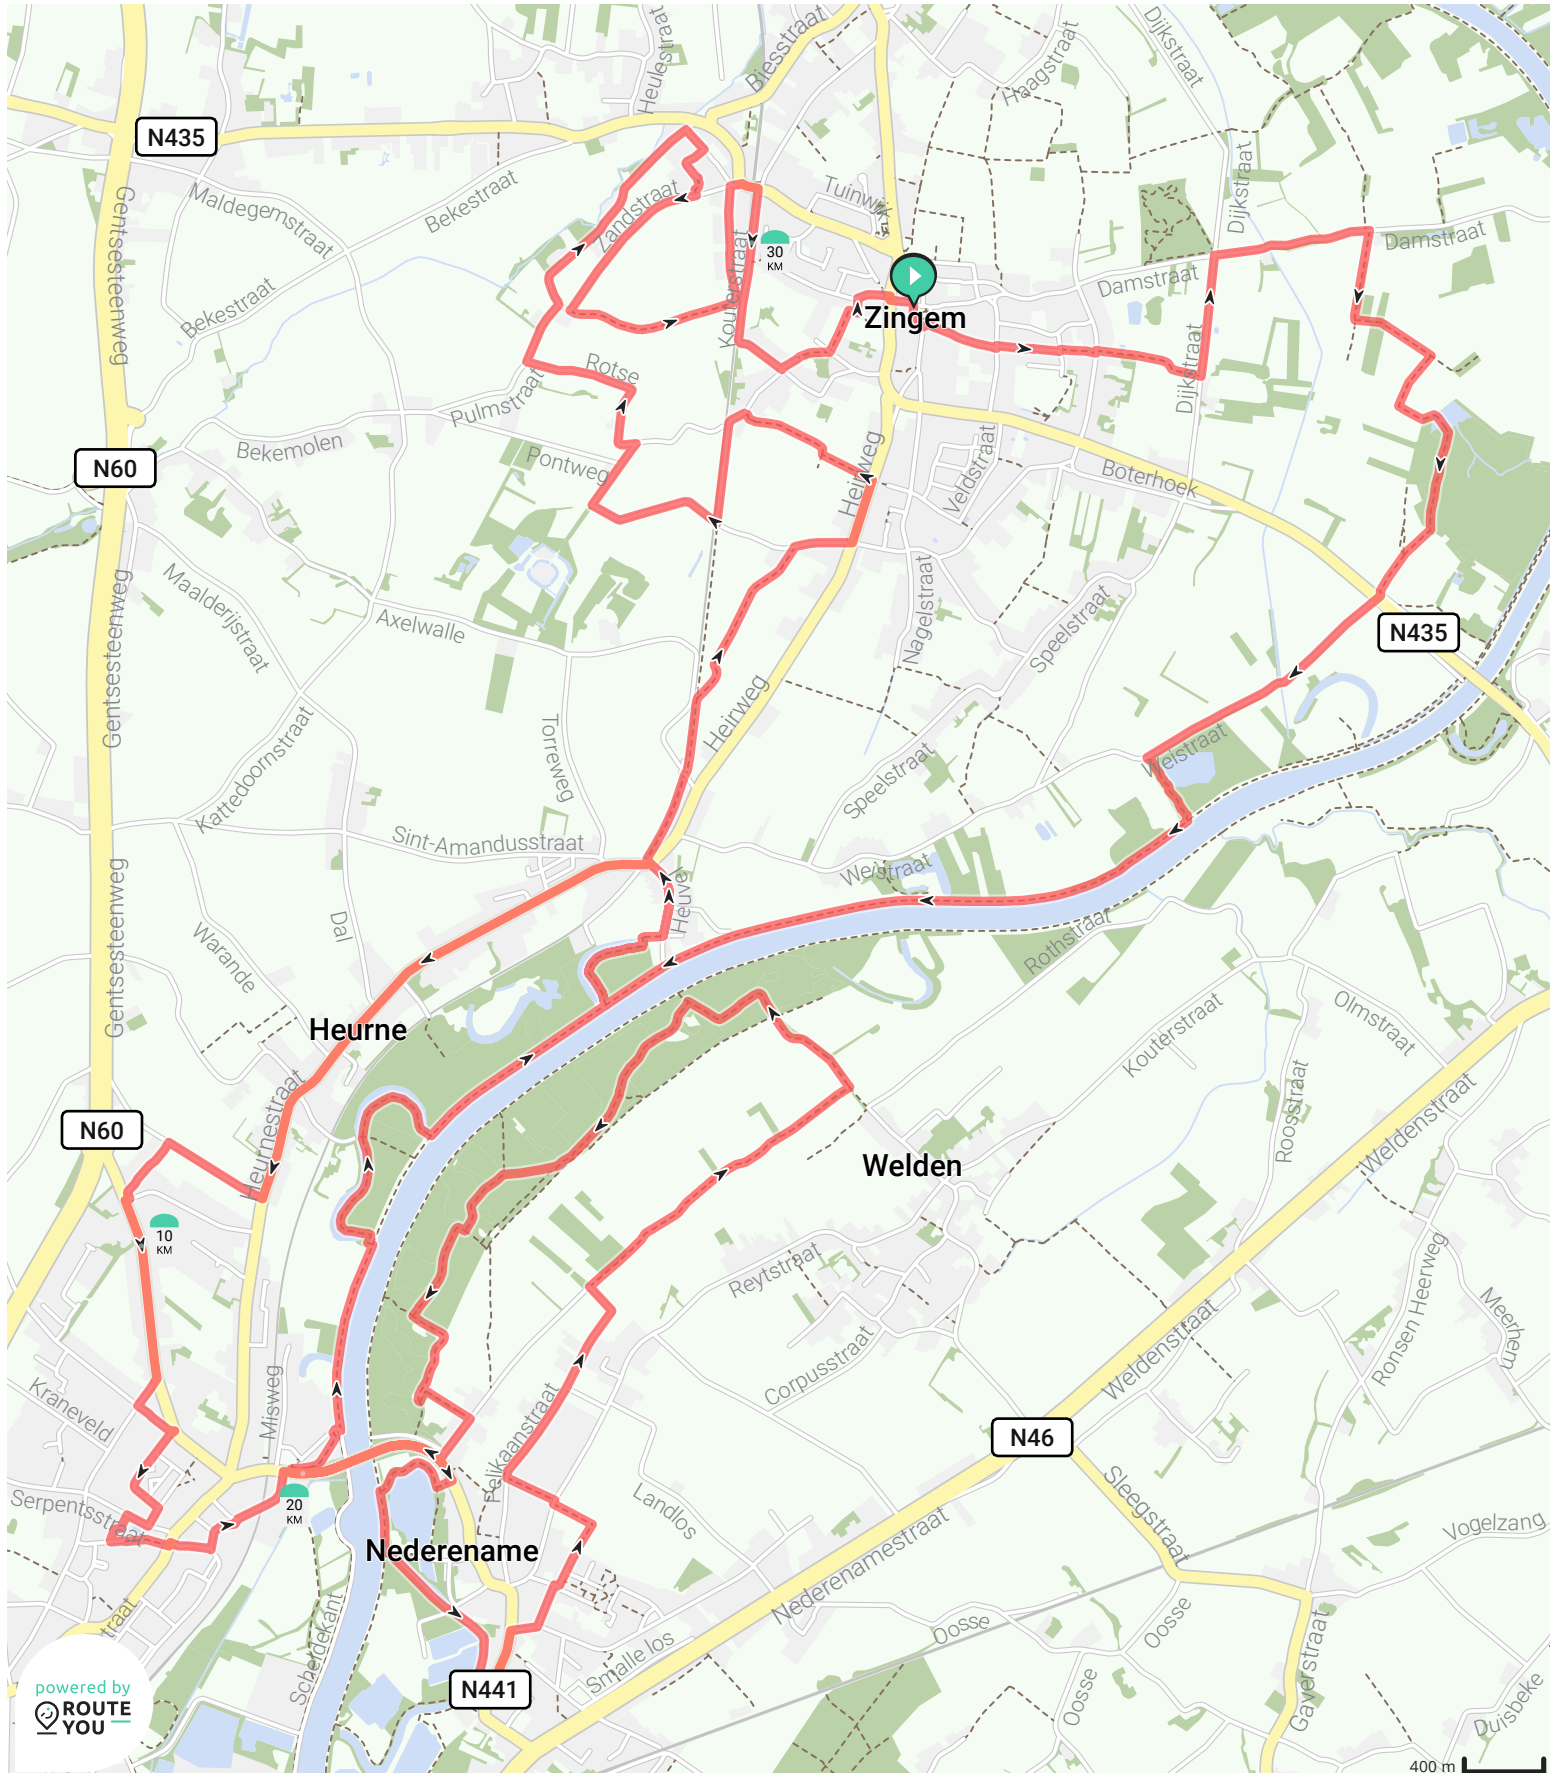 Heulestraat
Biesstraat
Haagstraat
Dijkstraat
N435
Gentsesteenweg
Maldegemstraat
Bekestraat
Zandstraat
Tuinwijk
Dijkstraat
Damstraat
30
KM
Kouterstraat
Damstraat
Bekestraat
Zingem
Dijkstraat
Rotse
Pulmstraat
Bekemolen
Pontweg
N60
Heirweg
Veldstraat
Boterhoek
Maalderijstraat
Gentsesteenweg
Axelwalle
Nagelstraat
Speelstraat
N435
Kattedoornstraat
Torreweg
Heirweg
Speelstraat
Weistraat
Sint-Amandusstraat
Weistraat
Gentsesteenweg
Dal
Warande
Heuve
Rothstraat
Heurne
Kouterstraat
Olmstraat
Heurnestraat
N60
Roosstraat
Weldenstraat
Welden
10
KM
Reytstraat
Ronsen Heerweg
Meerhem
Corpusstraat
Weldenstraat
Kraneveld
Misweg
Pelikaanstraat
N46
Landlos
Sleegstraat
Serpentsstraat
20
KM
Nederename
Nederenamestraat
Vogelzang
Oosse
Oosse
straat
Scheldekant
Smalle los
Gaverstraat
N441
Oosse
Duisbeke
powered by
ROUTE
YOU
400 m